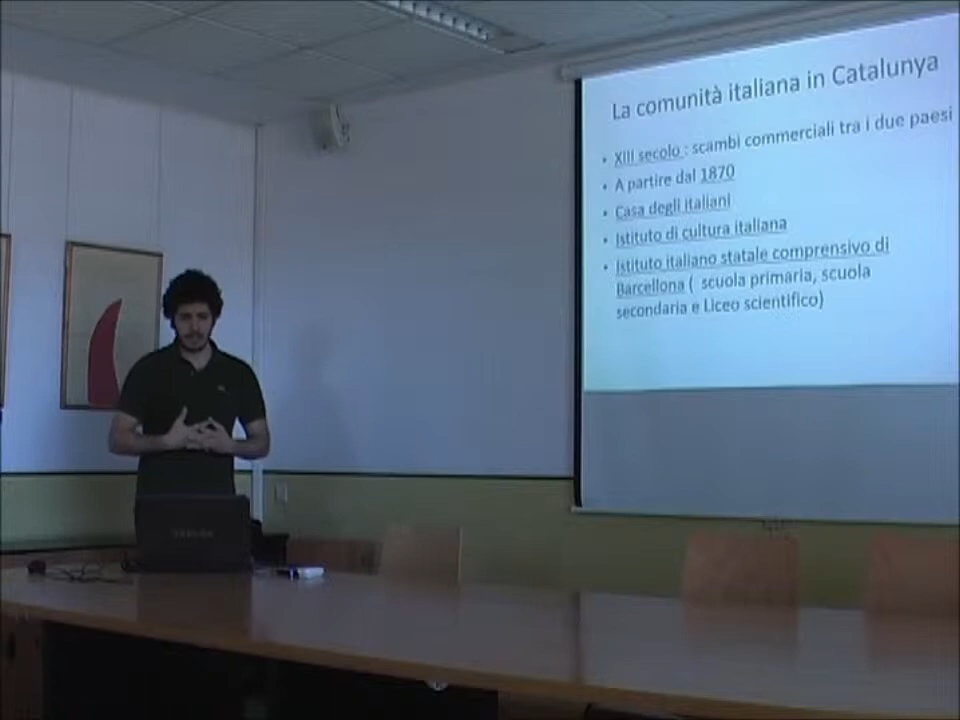 La comunità italiana in Catalunya
• XIII secolo : scambi commerciali tra i due paesi
• A partire dal 1870
• Casa degli italiani
• Istituto di cultura italiana
• Istituto italiano statale comprensivo di
Barcellona ( scuola primaria, scuola
secondaria e Liceo scientifico)